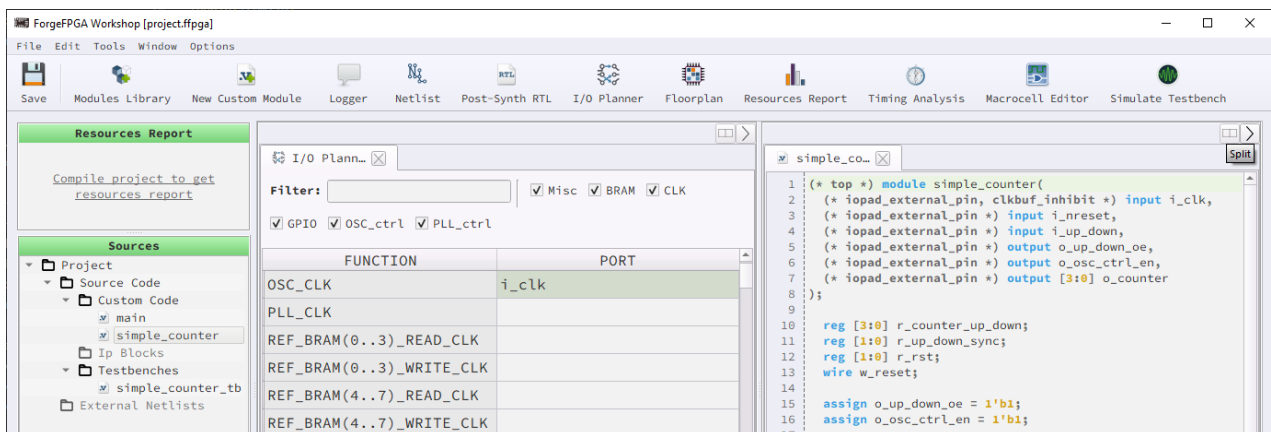 ForgeFPGA Workshop [project.ffpga]
File Edit Tools Window Options
Save Modules Library New Custom Module Logger Netlist Post-Synth RTL I/O Planner Floorplan Resources Report Timing Analysis Macrocell Editor Simulate Testbench
Resources Report
Compile project to get
resources report
Sources
Project
Source Code
Custom Code
main
simple_counter
Ip Blocks
Testbenches
simple_counter_tb
External Netlists
I/O Plann…
Filter: Misc BRAM CLK
GPIO OSC_ctrl PLL_ctrl
FUNCTION PORT
OSC_CLK i_clk
PLL_CLK
REF_BRAM(0..3)_READ_CLK
REF_BRAM(0..3)_WRITE_CLK
REF_BRAM(4..7)_READ_CLK
REF_BRAM(4..7)_WRITE_CLK
Split
simple_co…
1 (* top *) module simple_counter(
2 (* iopad_external_pin, clkbuf_inhibit *) input i_clk,
3 (* iopad_external_pin *) input i_nreset,
4 (* iopad_external_pin *) input i_up_down,
5 (* iopad_external_pin *) output o_up_down_oe,
6 (* iopad_external_pin *) output o_osc_ctrl_en,
7 (* iopad_external_pin *) output [3:0] o_counter
8 );
9
10 reg [3:0] r_counter_up_down;
11 reg [1:0] r_up_down_sync;
12 reg [1:0] r_rst;
13 wire w_reset;
14
15 assign o_up_down_oe = 1'b1;
16 assign o_osc_ctrl_en = 1'b1;